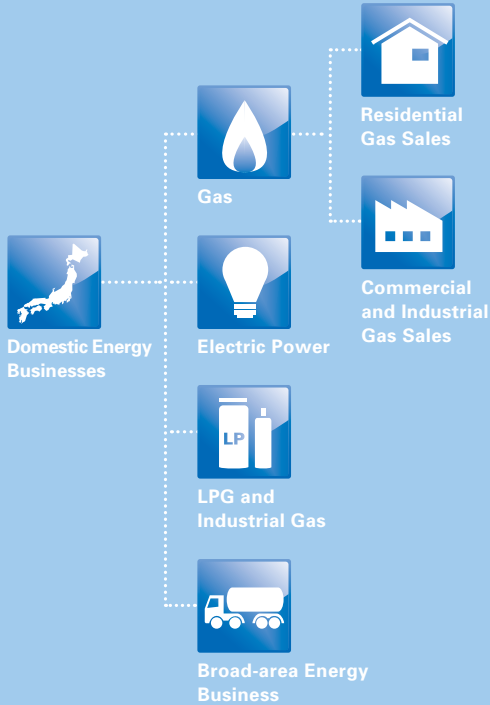 Residential
Gas Sales
Gas
Commercial
and Industrial
Gas Sales
Domestic Energy
Businesses
Electric Power
LP
LPG and
Industrial Gas
Broad-area Energy
Business